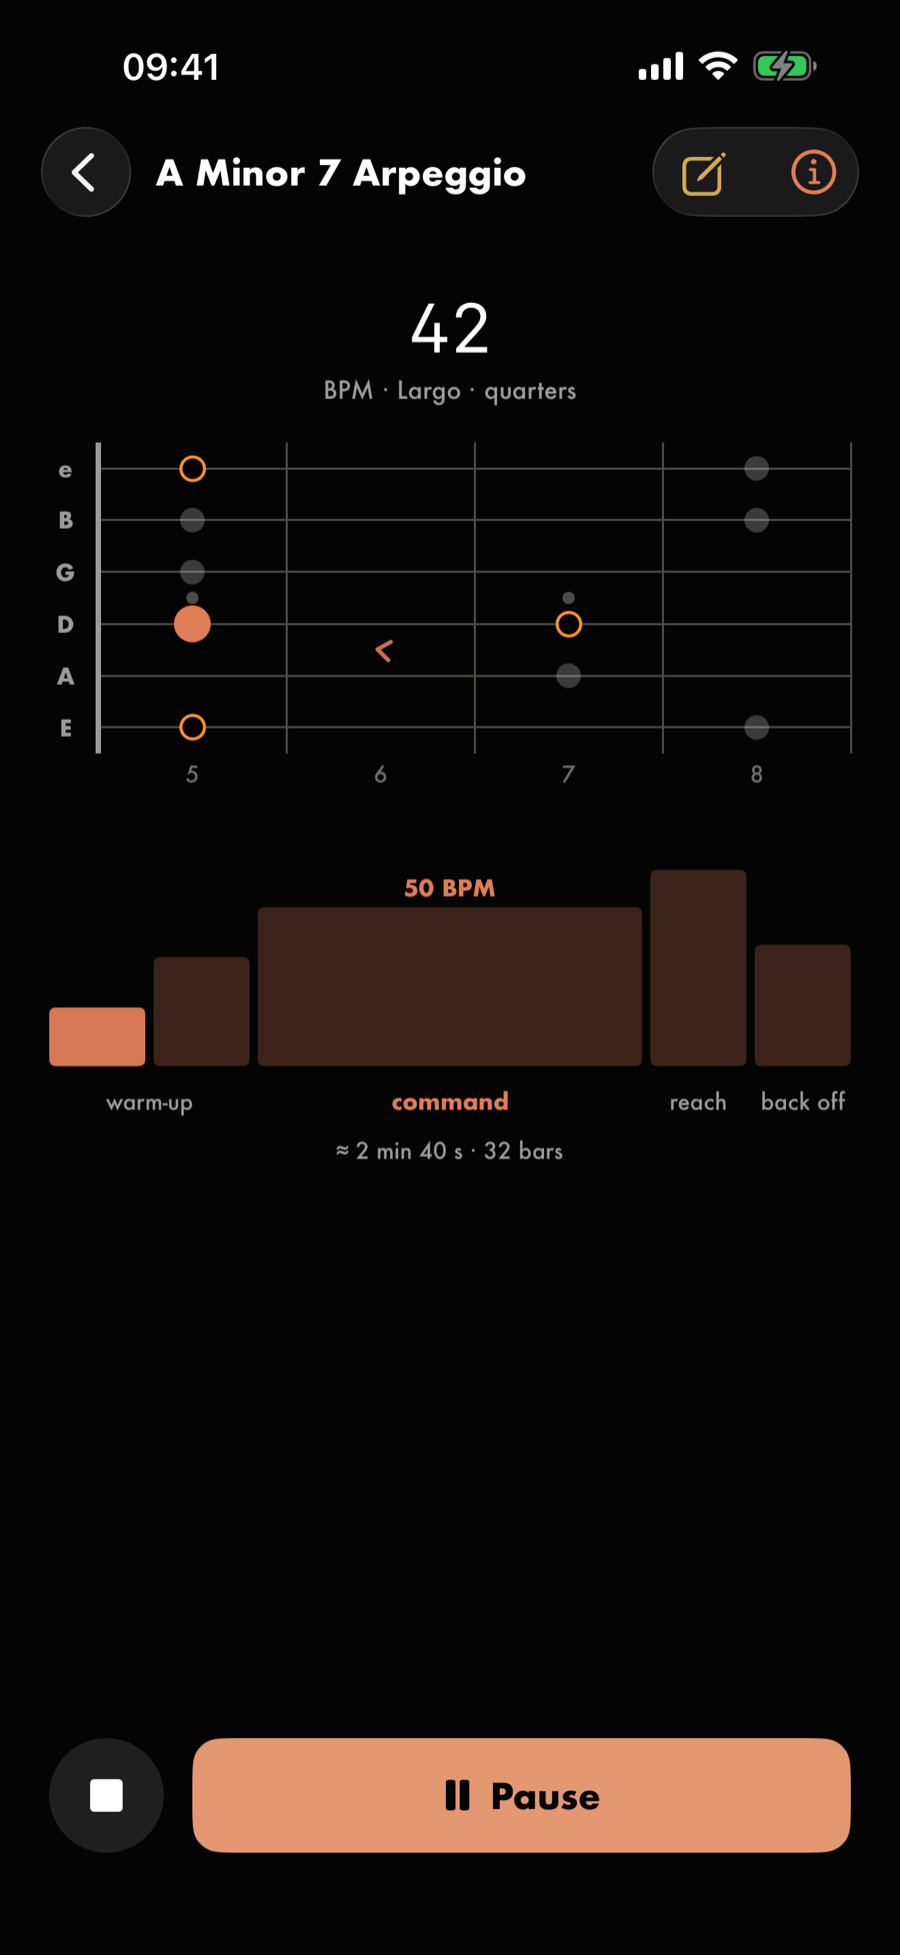 09:41
A Minor 7 Arpeggio
42
BPM · Largo · quarters
e
B
G
D
A
E
5 6 7 8
50 BPM
warm-up command reach back off
≈ 2 min 40 s · 32 bars
Pause